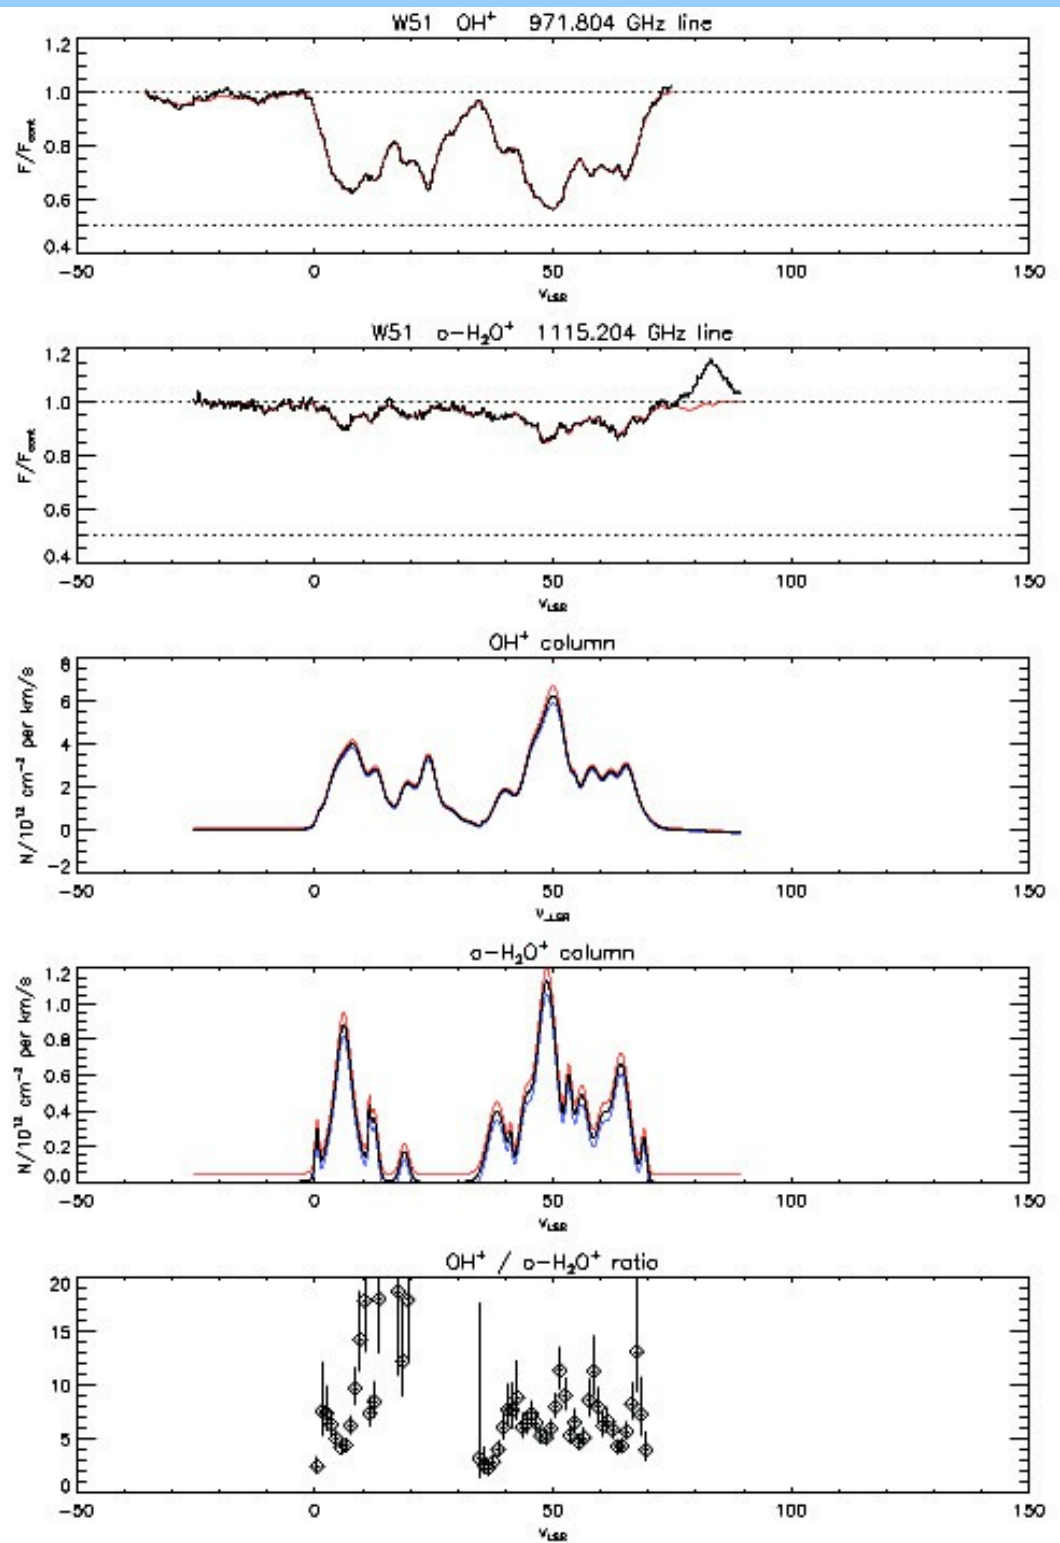 W51 OH⁺ 971.804 GHz line
1.2
1.0
0.8
0.6
0.4
F/F_cont
-50 0 50 100 150
V_LSR
W51 o-H₂O⁺ 1115.204 GHz line
1.2
1.0
0.8
0.6
0.4
F/F_cont
-50 0 50 100 150
V_LSR
OH⁺ column
8
6
4
2
0
-2
N/10¹² cm⁻² per km/s
-50 0 50 100 150
V_LSR
o-H₂O⁺ column
1.2
1.0
0.8
0.6
0.4
0.2
0.0
N/10¹² cm⁻² per km/s
-50 0 50 100 150
V_LSR
OH⁺ / o-H₂O⁺ ratio
20
15
10
5
0
-50 0 50 100 150
V_LSR